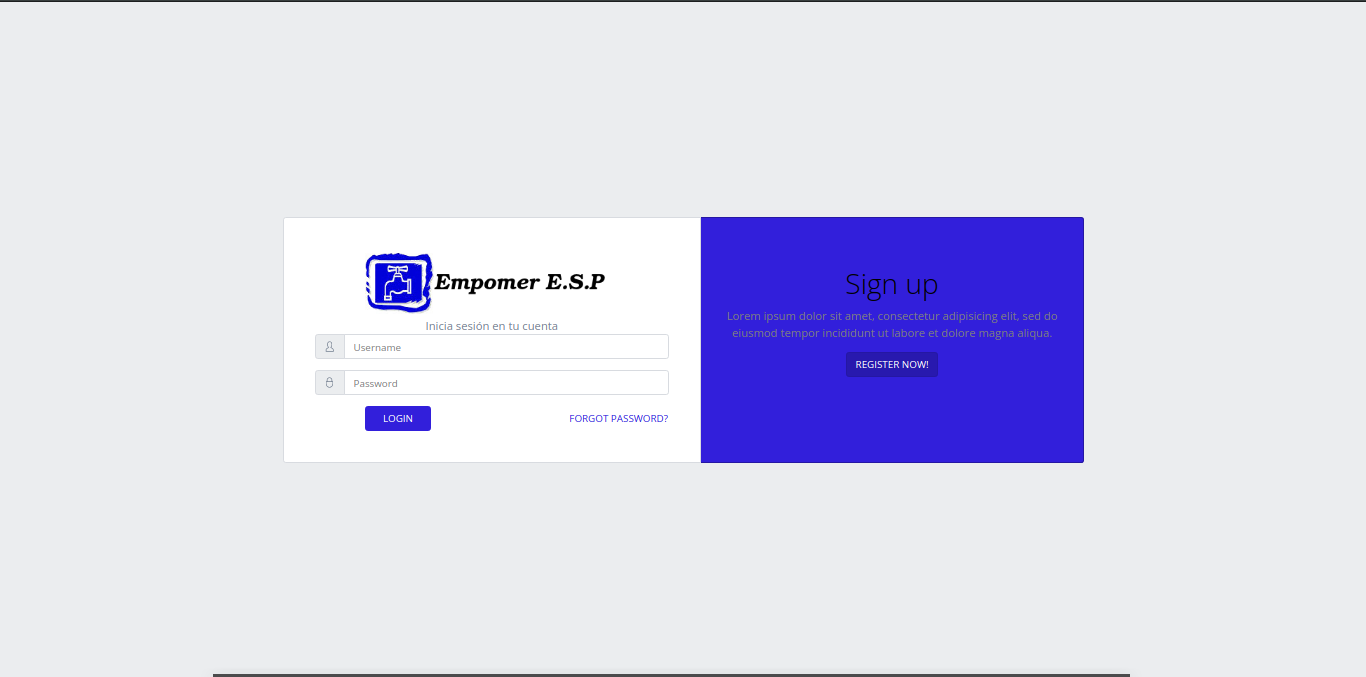 Empomer E.S.P
Inicia sesión en tu cuenta
Username
Password
LOGIN
FORGOT PASSWORD?
Sign up
Lorem ipsum dolor sit amet, consectetur adipisicing elit, sed do
eiusmod tempor incididunt ut labore et dolore magna aliqua.
REGISTER NOW!